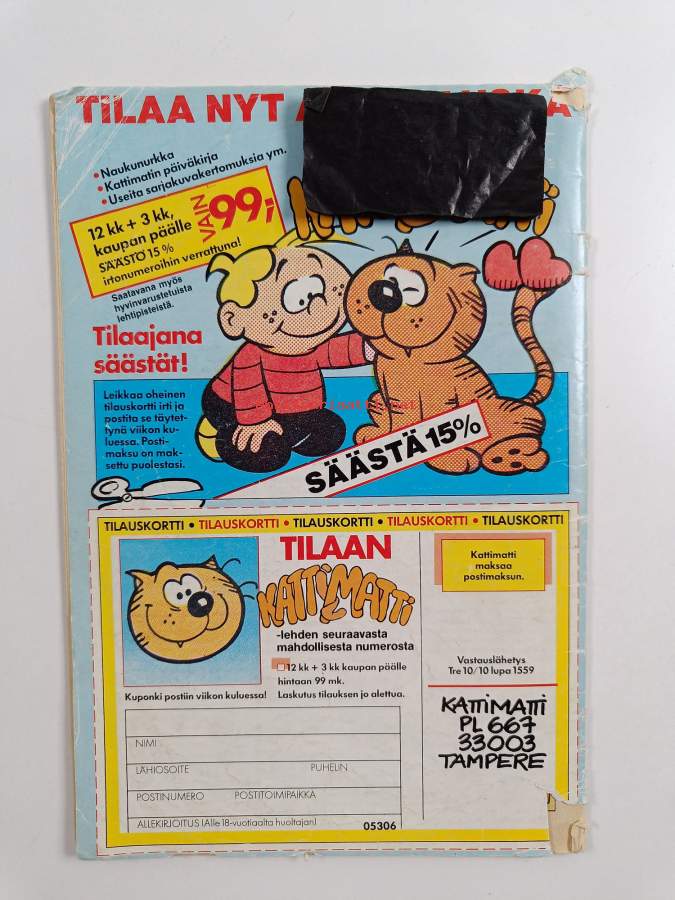 TILAA NYT
• Naukunurkka
• Kattimatin päiväkirja
• Useita sarjakuvakertomuksia ym.
12 kk + 3 kk,
kaupan päälle
VAIN 99,-
SÄÄSTÖ 15 %
irtonumeroihin verrattuna!
Saatavana myös
hyvinvarustetuista
lehtipisteistä.
Tilaajana
säästät!
Leikkaa oheinen
tilauskortti irti ja
postita se täytet-
tynä viikon ku-
luessa. Posti-
maksu on mak-
settu puolestasi.
SÄÄSTÄ 15%
TILAUSKORTTI • TILAUSKORTTI • TILAUSKORTTI • TILAUSKORTTI • TILAUSKORTTI
TILAAN
KATTIMATTI
-lehden seuraavasta
mahdollisesta numerosta
12 kk + 3 kk kaupan päälle
hintaan 99 mk.
Kuponki postiin viikon kuluessa!
Laskutus tilauksen jo alettua.
NIMI
LÄHIOSOITE PUHELIN
POSTINUMERO POSTITOIMIPAIKKA
ALLEKIRJOITUS (Alle 18-vuotiaalta huoltajan)
05306
Kattimatti
maksaa
postimaksun.
Vastauslähetys
Tre 10/10 lupa 1559
KATTIMATTI
PL 667
33003
TAMPERE